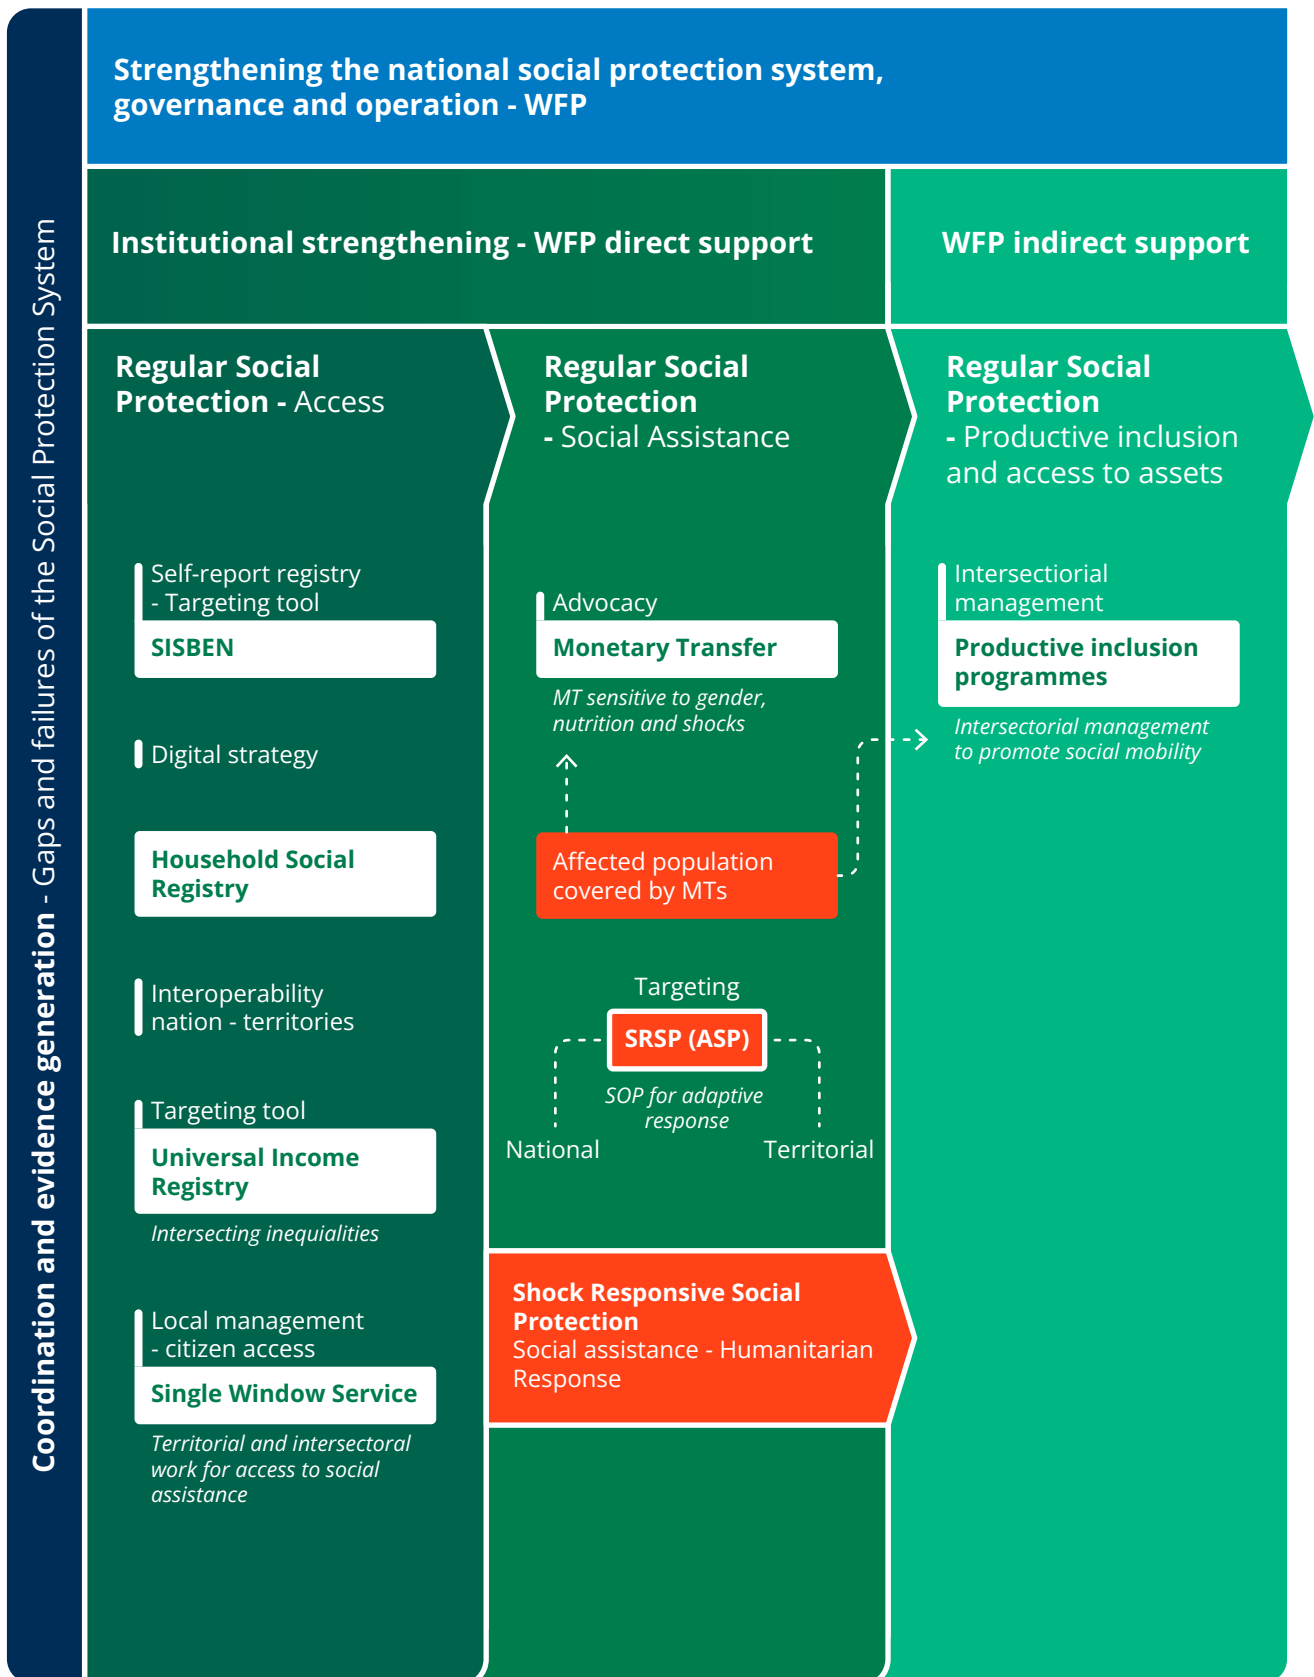 Coordination and evidence generation - Gaps and failures of the Social Protection System
Strengthening the national social protection system,
governance and operation - WFP
Institutional strengthening - WFP direct support
WFP indirect support
Regular Social
Protection - Access
Self-report registry
- Targeting tool
SISBEN
Digital strategy
Household Social
Registry
Interoperability
nation - territories
Targeting tool
Universal Income
Registry
Intersecting inequialities
Local management
- citizen access
Single Window Service
Territorial and intersectoral
work for access to social
assistance
Regular Social
Protection
- Social Assistance
Advocacy
Monetary Transfer
MT sensitive to gender,
nutrition and shocks
Affected population
covered by MTs
Targeting
SRSP (ASP)
SOP for adaptive
response
National
Territorial
Shock Responsive Social
Protection
Social assistance - Humanitarian
Response
Regular Social
Protection
- Productive inclusion
and access to assets
Intersectiorial
management
Productive inclusion
programmes
Intersectorial management
to promote social mobility